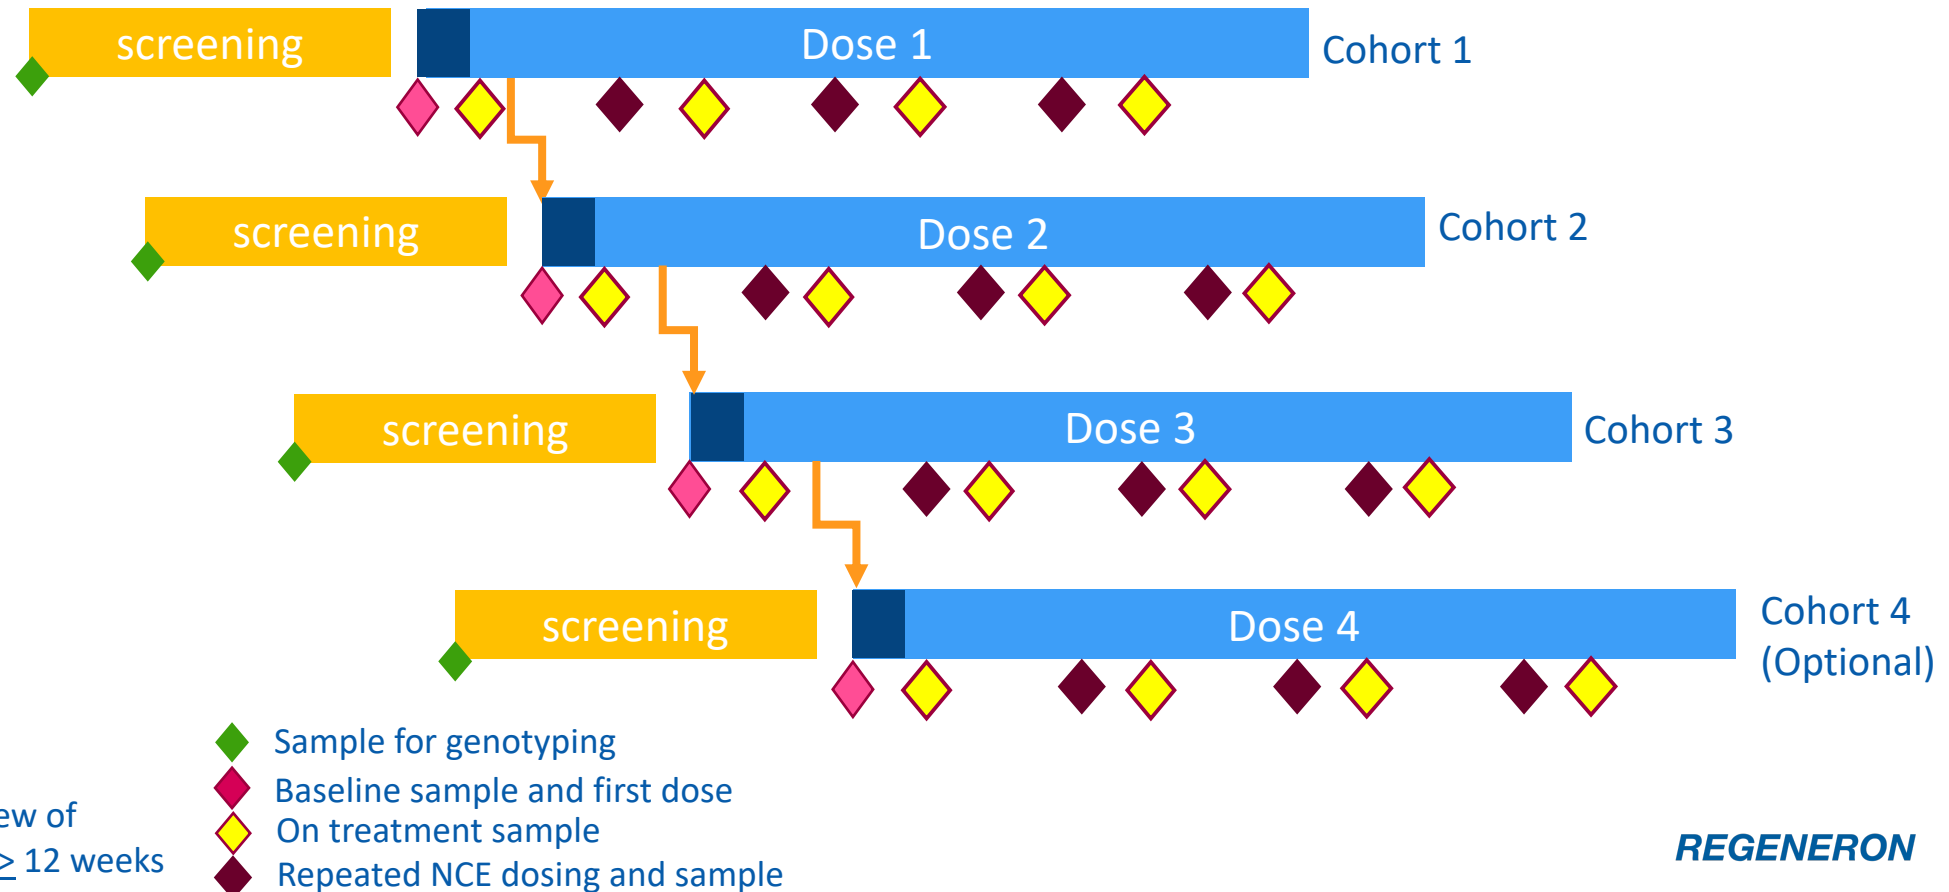 screening
Dose 1
Cohort 1
screening
Dose 2
Cohort 2
screening
Dose 3
Cohort 3
screening
Dose 4
Cohort 4
(Optional)
Sample for genotyping
Baseline sample and first dose
On treatment sample
Repeated NCE dosing and sample
ew of
≥ 12 weeks
REGENERON